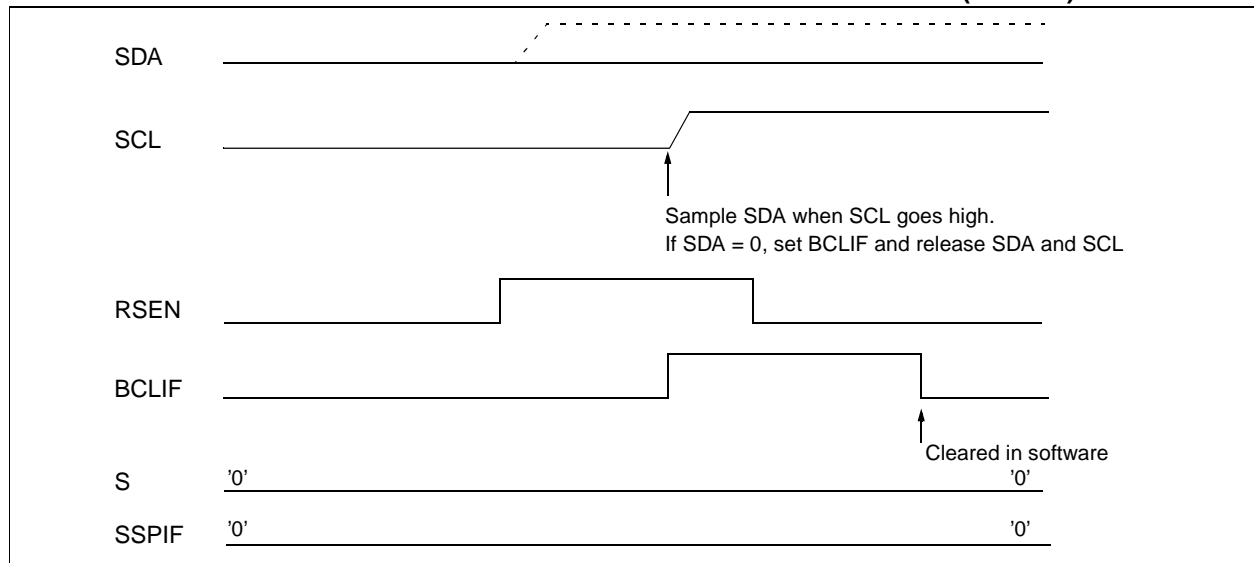 SDA
SCL
Sample SDA when SCL goes high.
If SDA = 0, set BCLIF and release SDA and SCL
RSEN
BCLIF
Cleared in software
S '0' '0'
SSPIF '0' '0'